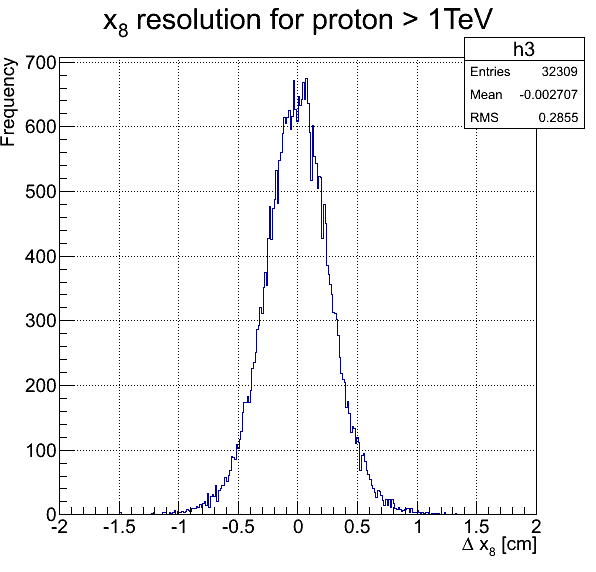 x8 resolution for proton > 1TeV
h3
Entries 32309
Mean -0.002707
RMS 0.2855
Frequency
700
600
500
400
300
200
100
0
-2 -1.5 -1 -0.5 0 0.5 1 1.5 2
Δ x8 [cm]